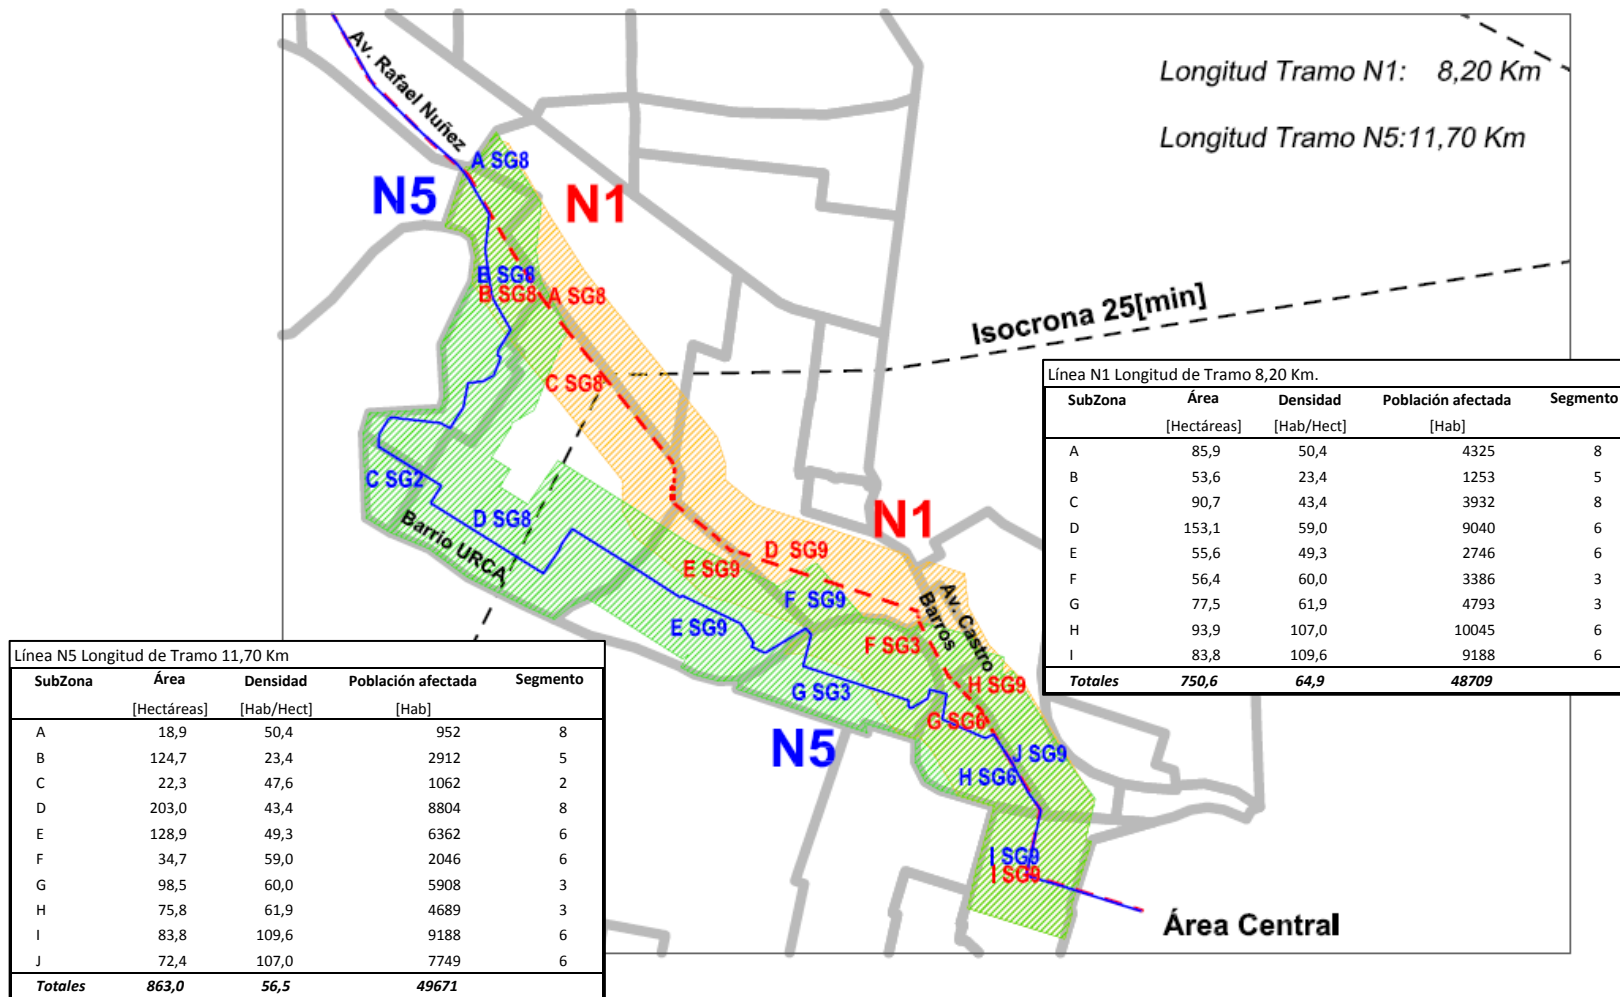 Longitud Tramo N1: 8,20 Km
Av. Rafael Nuñez
Longitud Tramo N5:11,70 Km
A SG8
N5
N1
B SG8
B SG8
A SG8
Isocrona 25[min]
C SG8
C SG2
D SG8
Barrio URCA
N1
D SG9
E SG9
F SG9
Av. Castro
Barros
E SG9
F SG3
H SG9
G SG3
G SG6
N5
J SG9
H SG6
I SG9
I SG9
Área Central
Línea N1 Longitud de Tramo 8,20 Km.
SubZona Área Densidad Población afectada Segmento
[Hectáreas] [Hab/Hect] [Hab]
A 85,9 50,4 4325 8
B 53,6 23,4 1253 5
C 90,7 43,4 3932 8
D 153,1 59,0 9040 6
E 55,6 49,3 2746 6
F 56,4 60,0 3386 3
G 77,5 61,9 4793 3
H 93,9 107,0 10045 6
I 83,8 109,6 9188 6
Totales 750,6 64,9 48709
Línea N5 Longitud de Tramo 11,70 Km
SubZona Área Densidad Población afectada Segmento
[Hectáreas] [Hab/Hect] [Hab]
A 18,9 50,4 952 8
B 124,7 23,4 2912 5
C 22,3 47,6 1062 2
D 203,0 43,4 8804 8
E 128,9 49,3 6362 6
F 34,7 59,0 2046 6
G 98,5 60,0 5908 3
H 75,8 61,9 4689 3
I 83,8 109,6 9188 6
J 72,4 107,0 7749 6
Totales 863,0 56,5 49671